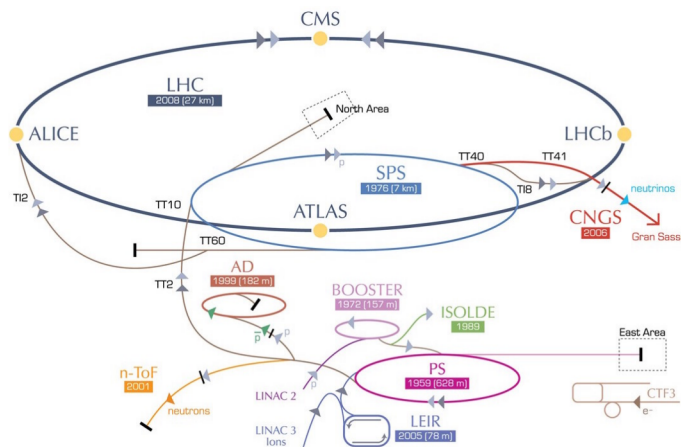 CMS
LHC
2008 (27 km)
North Area
ALICE
LHCb
p
SPS
1976 (7 km)
TT40
TT41
TI8
TI2
TT10
ATLAS
TT60
neutrinos
CNGS
2006
Gran Sass
AD
1999 (182 m)
TT2
BOOSTER
1972 (157 m)
ISOLDE
1989
p
p
East Area
n-ToF
2001
neutrons
LINAC 2
p
PS
1959 (628 m)
LINAC 3
Ions
LEIR
2005 (78 m)
CTF3
e-